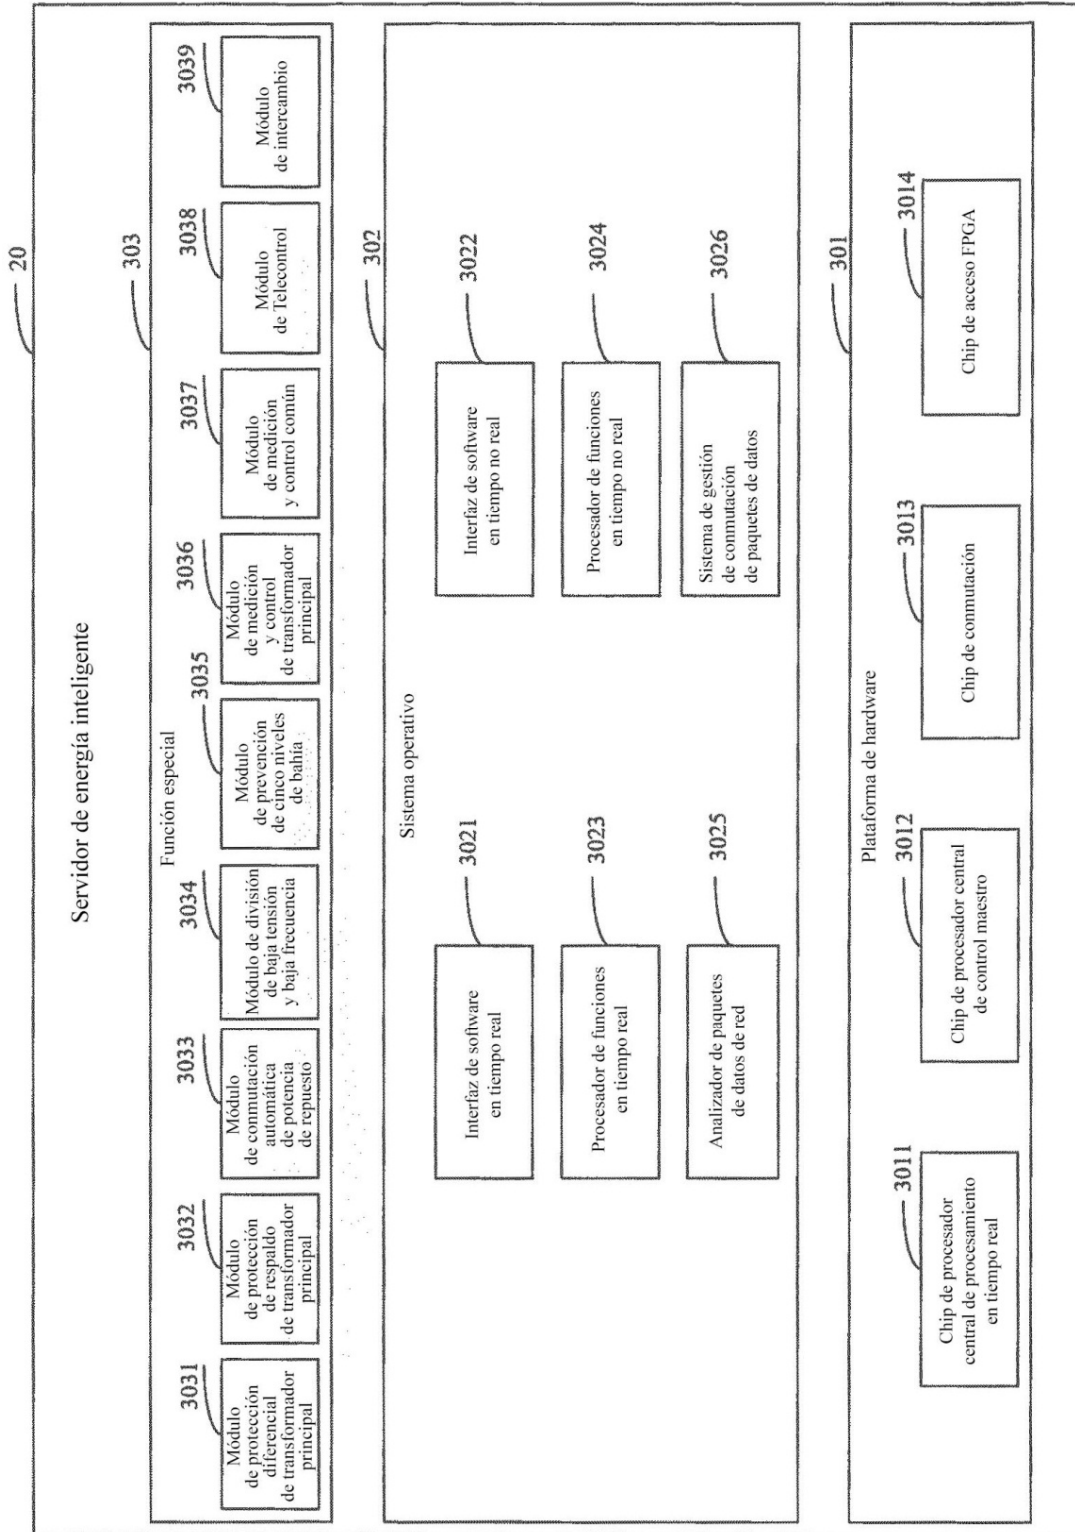 20
Servidor de energía inteligente
303
Función especial
3031
Módulo
de protección
diferencial
de transformador
principal
3032
Módulo
de protección
de respaldo
de transformador
principal
3033
Módulo
de conmutación
automática
de potencia
de repuesto
3034
Módulo de división
de baja tensión
y baja frecuencia
3035
Módulo
de prevención
de cinco niveles
de bahía
3036
Módulo
de medición
y control
de transformador
principal
3037
Módulo
de medición
y control común
3038
Módulo
de Telecontrol
3039
Módulo
de intercambio
302
Sistema operativo
3021
Interfaz de software
en tiempo real
3022
Interfaz de software
en tiempo no real
3023
Procesador de funciones
en tiempo real
3024
Procesador de funciones
en tiempo no real
3025
Analizador de paquetes
de datos de red
3026
Sistema de gestión
de conmutación
de paquetes de datos
301
Plataforma de hardware
3011
Chip de procesador
central de procesamiento
en tiempo real
3012
Chip de procesador central
de control maestro
3013
Chip de conmutación
3014
Chip de acceso FPGA